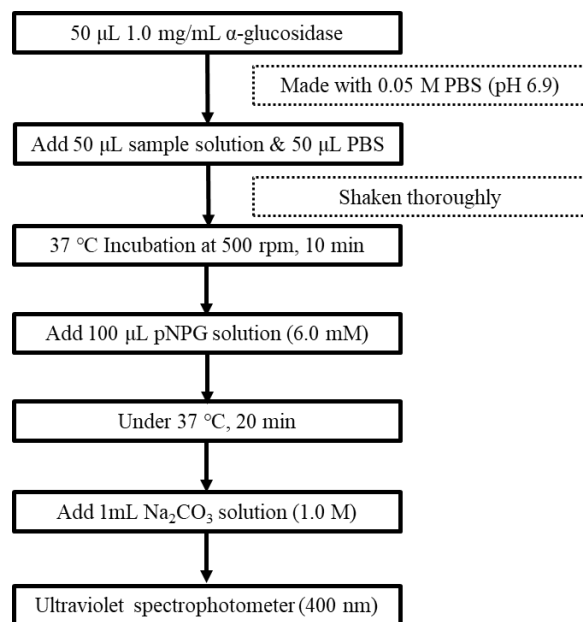 50 μL 1.0 mg/mL α-glucosidase
Made with 0.05 M PBS (pH 6.9)
Add 50 μL sample solution & 50 μL PBS
Shaken thoroughly
37 ℃ Incubation at 500 rpm, 10 min
Add 100 μL pNPG solution (6.0 mM)
Under 37 ℃, 20 min
Add 1mL Na₂CO₃ solution (1.0 M)
Ultraviolet spectrophotometer (400 nm)